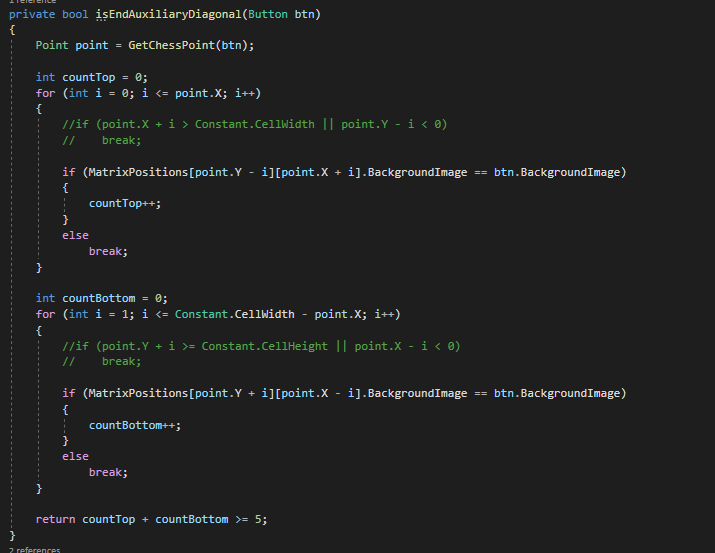 1 reference
private bool isEndAuxiliaryDiagonal(Button btn)
{
Point point = GetChessPoint(btn);
int countTop = 0;
for (int i = 0; i <= point.X; i++)
{
//if (point.X + i > Constant.CellWidth || point.Y - i < 0)
//    break;
if (MatrixPositions[point.Y - i][point.X + i].BackgroundImage == btn.BackgroundImage)
{
countTop++;
}
else
break;
}
int countBottom = 0;
for (int i = 1; i <= Constant.CellWidth - point.X; i++)
{
//if (point.Y + i >= Constant.CellHeight || point.X - i < 0)
//    break;
if (MatrixPositions[point.Y + i][point.X - i].BackgroundImage == btn.BackgroundImage)
{
countBottom++;
}
else
break;
}
return countTop + countBottom >= 5;
}
2 references